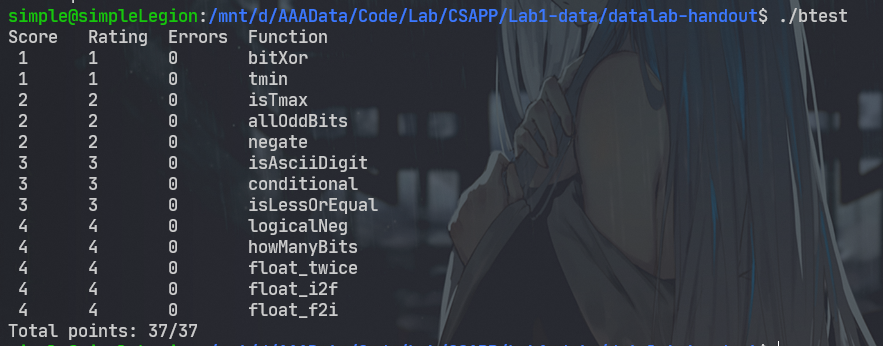 simple@simpleLegion:/mnt/d/AAAData/Code/Lab/CSAPP/Lab1-data/datalab-handout$ ./btest
Score Rating Errors Function
1 1 0 bitXor
1 1 0 tmin
2 2 0 isTmax
2 2 0 allOddBits
2 2 0 negate
3 3 0 isAsciiDigit
3 3 0 conditional
3 3 0 isLessOrEqual
4 4 0 logicalNeg
4 4 0 howManyBits
4 4 0 float_twice
4 4 0 float_i2f
4 4 0 float_f2i
Total points: 37/37